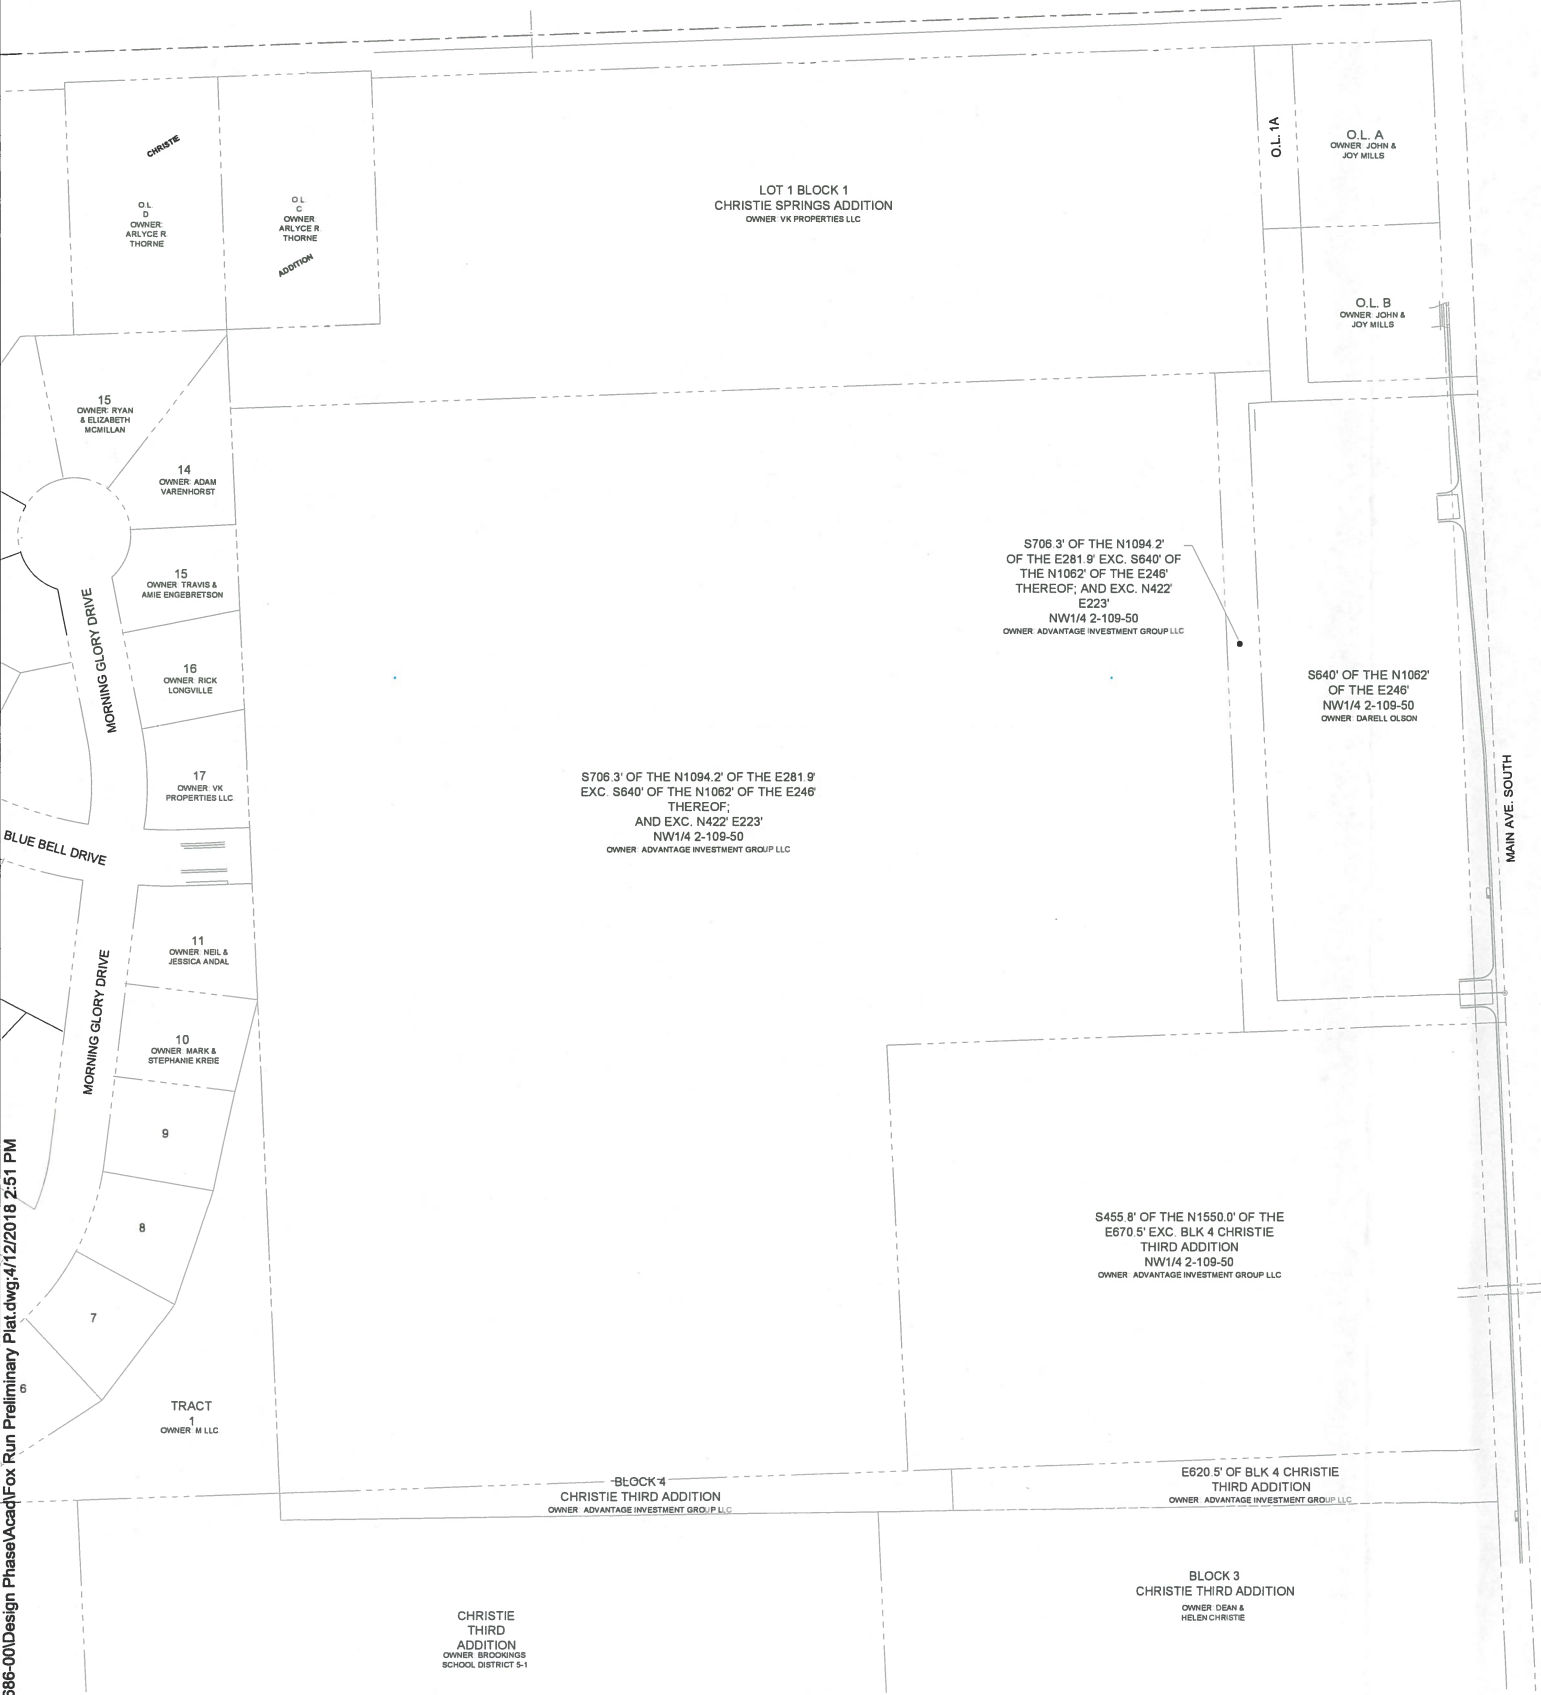 CHRISTIE
O.L.
D
OWNER:
ARLYCE R.
THORNE
O.L.
C
OWNER:
ARLYCE R.
THORNE
ADDITION
LOT 1 BLOCK 1
CHRISTIE SPRINGS ADDITION
OWNER: VK PROPERTIES LLC
O.L. 1A
O.L. A
OWNER: JOHN &
JOY MILLS
O.L. B
OWNER: JOHN &
JOY MILLS
15
OWNER: RYAN
& ELIZABETH
MCMILLAN
14
OWNER: ADAM
VARENHORST
15
OWNER: TRAVIS &
AMIE ENGEBRETSON
MORNING GLORY DRIVE
16
OWNER: RICK
LONGVILLE
17
OWNER: VK
PROPERTIES LLC
BLUE BELL DRIVE
S706.3' OF THE N1094.2'
OF THE E281.9' EXC. S640' OF
THE N1062' OF THE E246'
THEREOF; AND EXC. N422'
E223'
NW1/4 2-109-50
OWNER: ADVANTAGE INVESTMENT GROUP LLC
S640' OF THE N1062'
OF THE E246'
NW1/4 2-109-50
OWNER: DARELL OLSON
MAIN AVE. SOUTH
S706.3' OF THE N1094.2' OF THE E281.9'
EXC. S640' OF THE N1062' OF THE E246'
THEREOF;
AND EXC. N422' E223'
NW1/4 2-109-50
OWNER: ADVANTAGE INVESTMENT GROUP LLC
11
OWNER: NEIL &
JESSICA ANDAL
MORNING GLORY DRIVE
10
OWNER: MARK &
STEPHANIE KREIE
9
8
7
6
TRACT
1
OWNER: M LLC
S455.8' OF THE N1550.0' OF THE
E670.5' EXC. BLK 4 CHRISTIE
THIRD ADDITION
NW1/4 2-109-50
OWNER: ADVANTAGE INVESTMENT GROUP LLC
BLOCK 4
CHRISTIE THIRD ADDITION
OWNER: ADVANTAGE INVESTMENT GROUP LLC
E620.5' OF BLK 4 CHRISTIE
THIRD ADDITION
OWNER: ADVANTAGE INVESTMENT GROUP LLC
BLOCK 3
CHRISTIE THIRD ADDITION
OWNER: DEAN &
HELEN CHRISTIE
CHRISTIE
THIRD
ADDITION
OWNER: BROOKINGS
SCHOOL DISTRICT 5-1
686-00\Design Phase\Acad\Fox Run Preliminary Plat.dwg;4/12/2018 2:51 PM